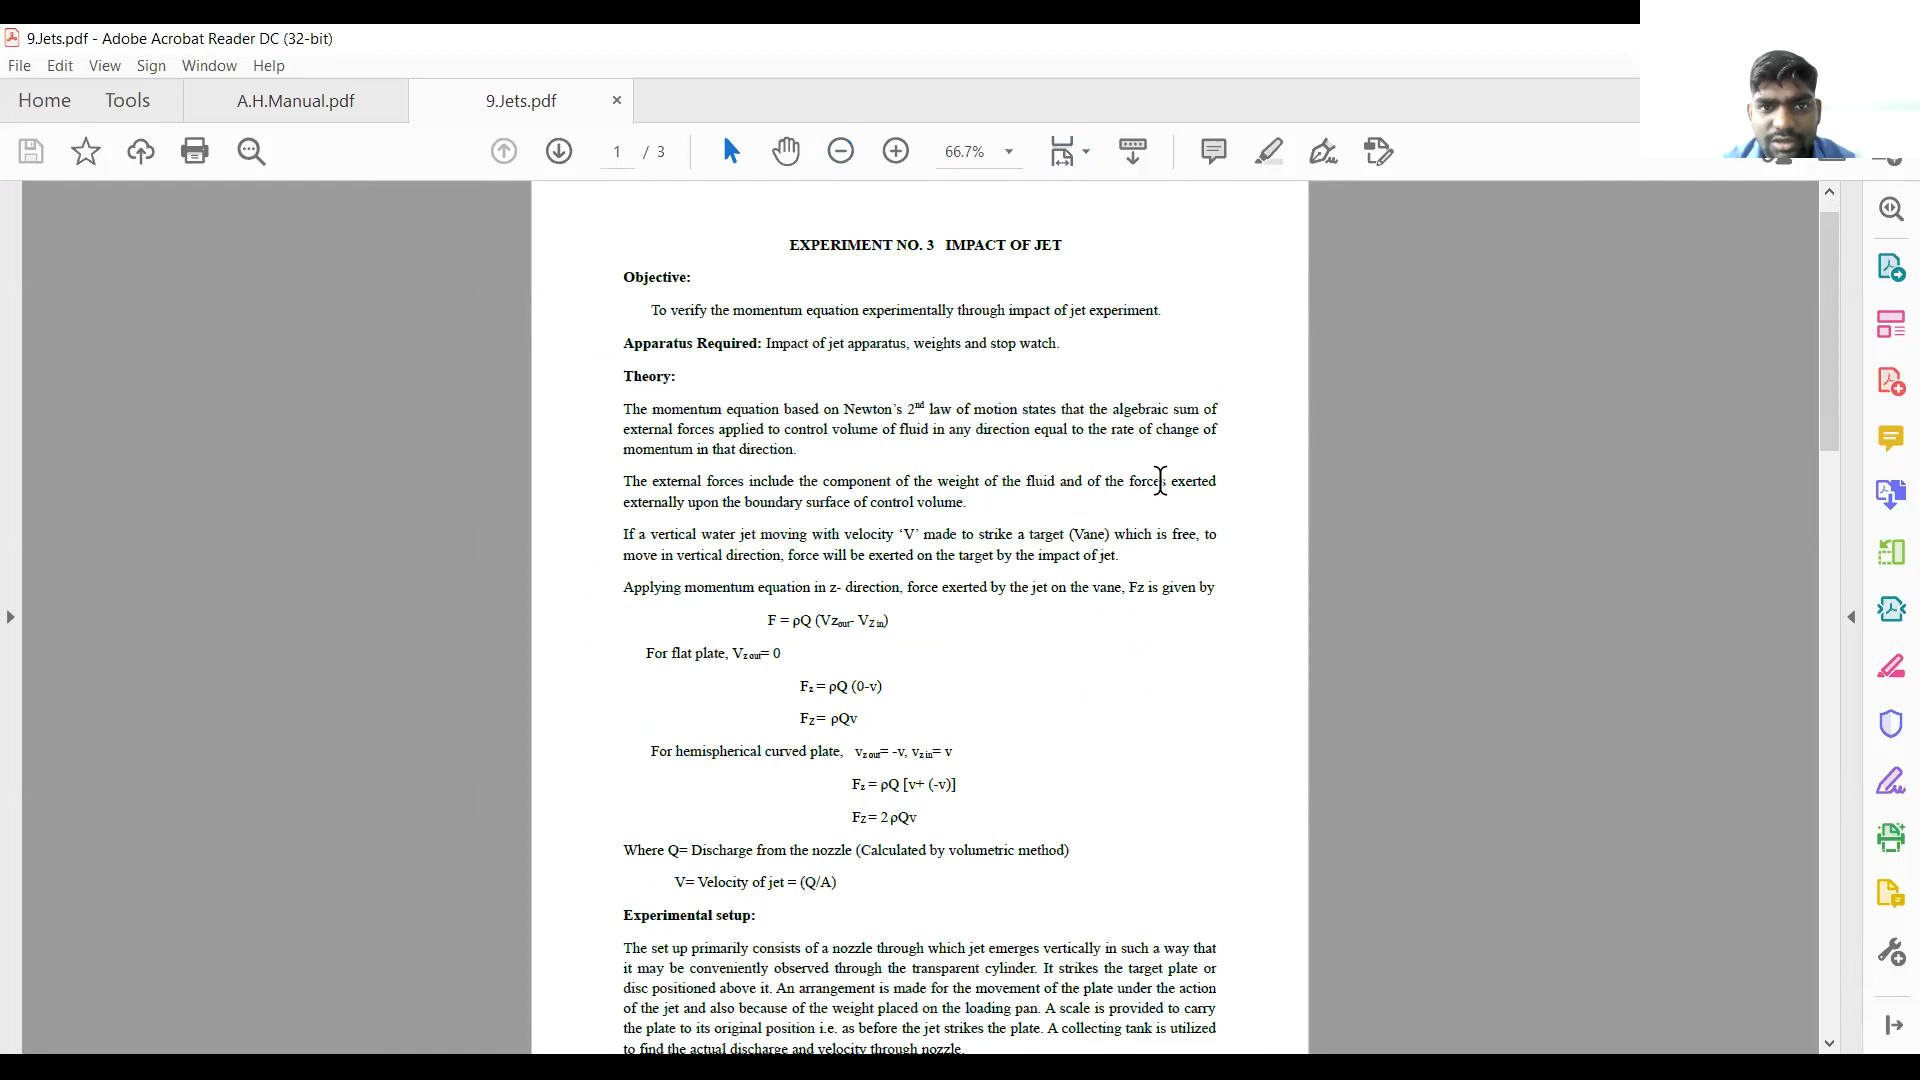 9.Jets.pdf - Adobe Acrobat Reader DC (32-bit)
File Edit View Sign Window Help
Home Tools A.H.Manual.pdf 9.Jets.pdf ×
1 / 3 66.7%
EXPERIMENT NO. 3 IMPACT OF JET
Objective:
To verify the momentum equation experimentally through impact of jet experiment.
Apparatus Required: Impact of jet apparatus, weights and stop watch.
Theory:
The momentum equation based on Newton's 2nd law of motion states that the algebraic sum of
external forces applied to control volume of fluid in any direction equal to the rate of change of
momentum in that direction.
The external forces include the component of the weight of the fluid and of the forces exerted
externally upon the boundary surface of control volume.
If a vertical water jet moving with velocity ‘V’ made to strike a target (Vane) which is free, to
move in vertical direction, force will be exerted on the target by the impact of jet.
Applying momentum equation in z- direction, force exerted by the jet on the vane, Fz is given by
F = ρQ (Vzout- VZ in)
For flat plate, Vz out= 0
Fz = ρQ (0-v)
FZ = ρQv
For hemispherical curved plate, vz out= -v, vz in= v
Fz = ρQ [v+ (-v)]
FZ = 2 ρQv
Where Q= Discharge from the nozzle (Calculated by volumetric method)
V= Velocity of jet = (Q/A)
Experimental setup:
The set up primarily consists of a nozzle through which jet emerges vertically in such a way that
it may be conveniently observed through the transparent cylinder. It strikes the target plate or
disc positioned above it. An arrangement is made for the movement of the plate under the action
of the jet and also because of the weight placed on the loading pan. A scale is provided to carry
the plate to its original position i.e. as before the jet strikes the plate. A collecting tank is utilized
to find the actual discharge and velocity through nozzle.